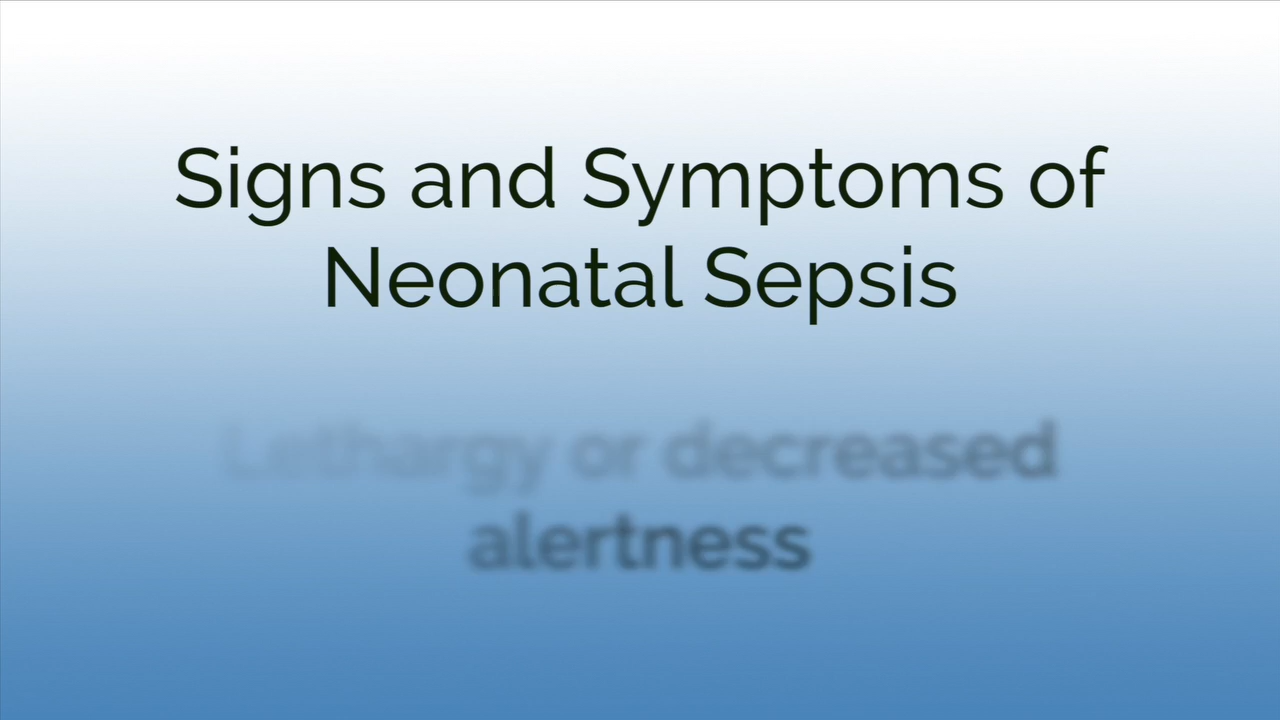 Signs and Symptoms of
Neonatal Sepsis
Lethargy or decreased
alertness